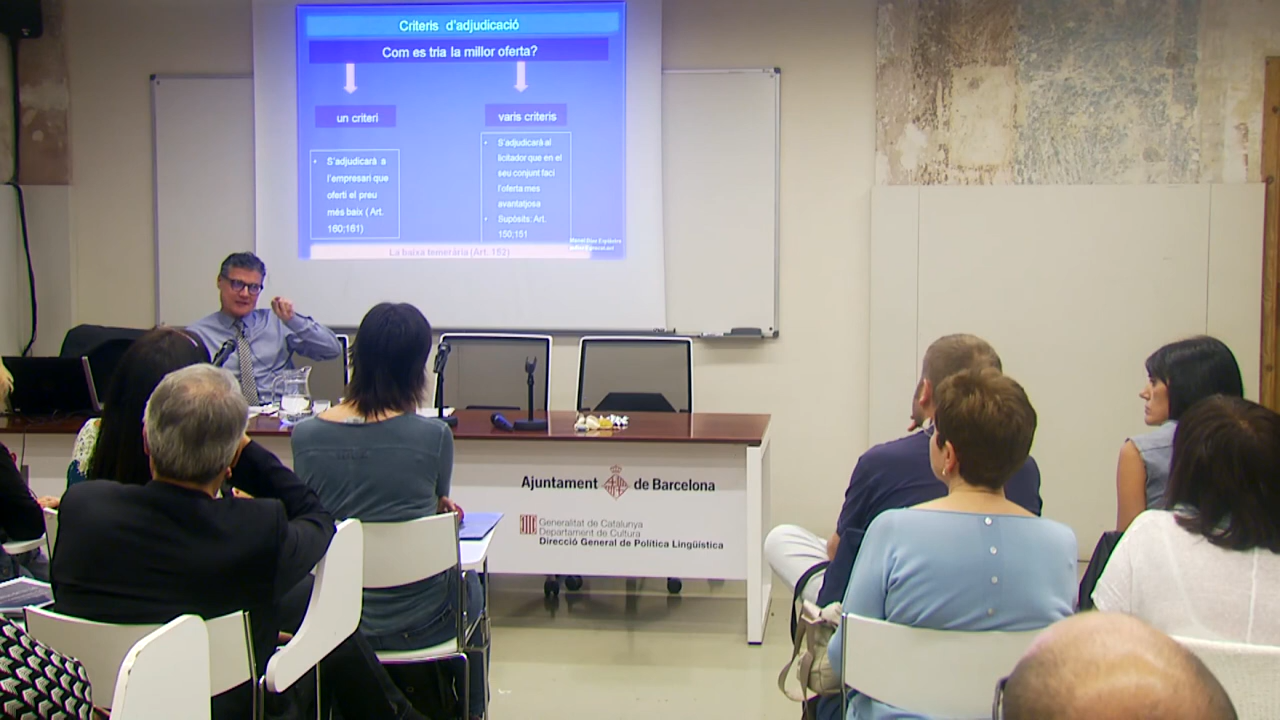 Criteris d'adjudicació
Com es tria la millor oferta?
un criteri
S'adjudicarà a
l'empresari que
oferti el preu
més baix ( Art.
160;161)
varis criteris
S'adjudicarà al
licitador que en el
seu conjunt faci
l'oferta mes
avantatjosa
Supòsits: Art.
150;151
La baixa temerària (Art. 152)
Ajuntament de Barcelona
Generalitat de Catalunya
Departament de Cultura
Direcció General de Política Lingüística